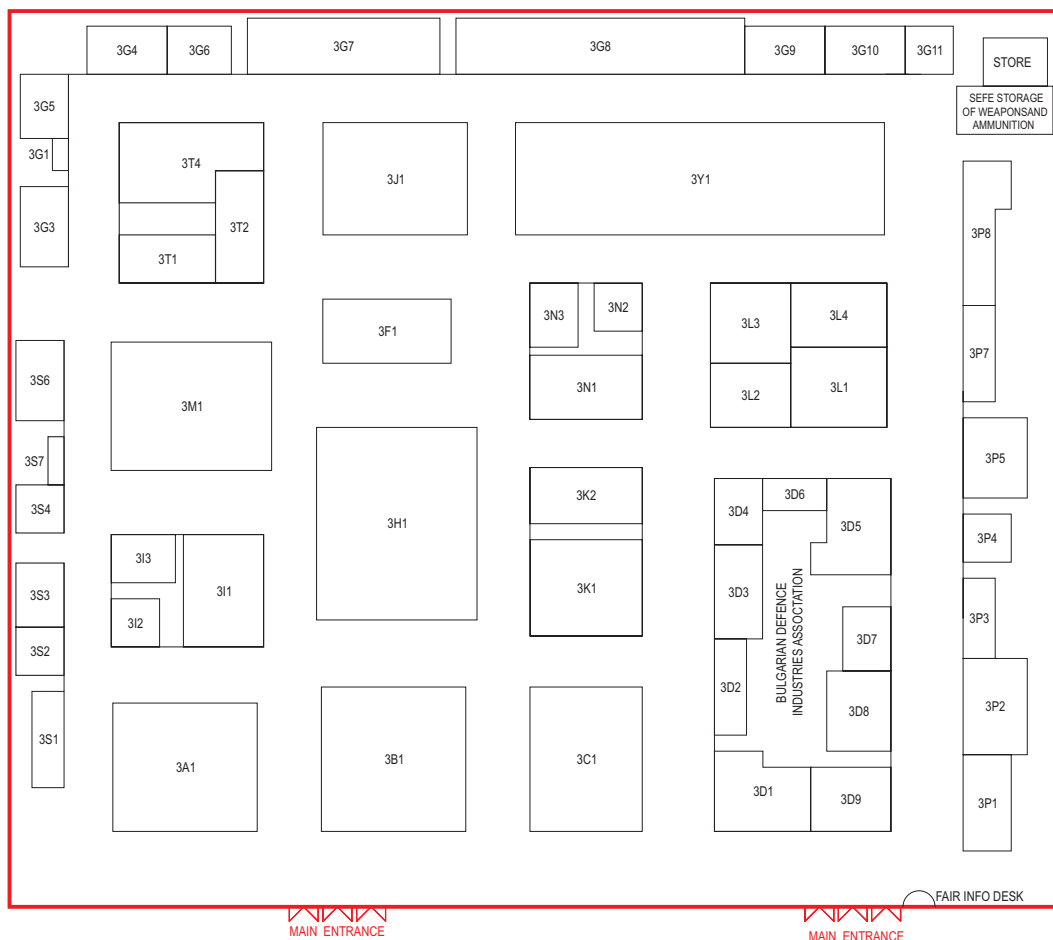 3G4
3G6
3G7
3G8
3G9
3G10
3G11
STORE
SEFE STORAGE
OF WEAPONSAND
AMMUNITION
3G5
3G1
3G3
3T4
3T2
3T1
3J1
3Y1
3P8
3F1
3N3
3N2
3N1
3L3
3L4
3L2
3L1
3P7
3S6
3M1
3S7
3S4
3H1
3K2
3K1
3D4
3D6
3D5
3P5
3P4
3I3
3I2
3I1
3S3
3S2
3D3
BULGARIAN DEFENCE
INDUSTRIES ASSOCTATION
3D7
3P3
3D2
3D8
3P2
3S1
3A1
3B1
3C1
3D1
3D9
3P1
FAIR INFO DESK
MAIN ENTRANCE
MAIN ENTRANCE